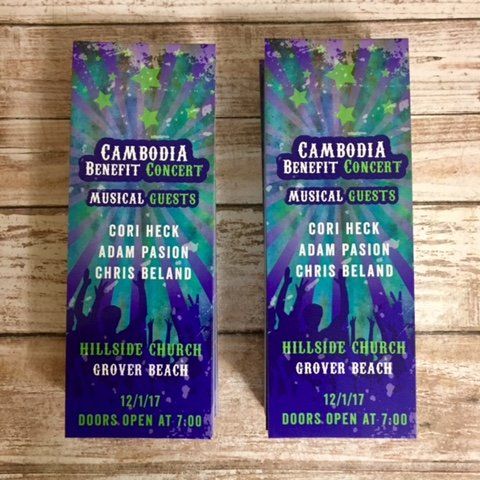 CAMBODIA
BENEFIT CONCERT
MUSICAL GUESTS
CORI HECK
ADAM PASION
CHRIS BELAND
HILLSIDE CHURCH
GROVER BEACH
12/1/17
DOORS OPEN AT 7:00
CAMBODIA
BENEFIT CONCERT
MUSICAL GUESTS
CORI HECK
ADAM PASION
CHRIS BELAND
HILLSIDE CHURCH
GROVER BEACH
12/1/17
DOORS OPEN AT 7:00